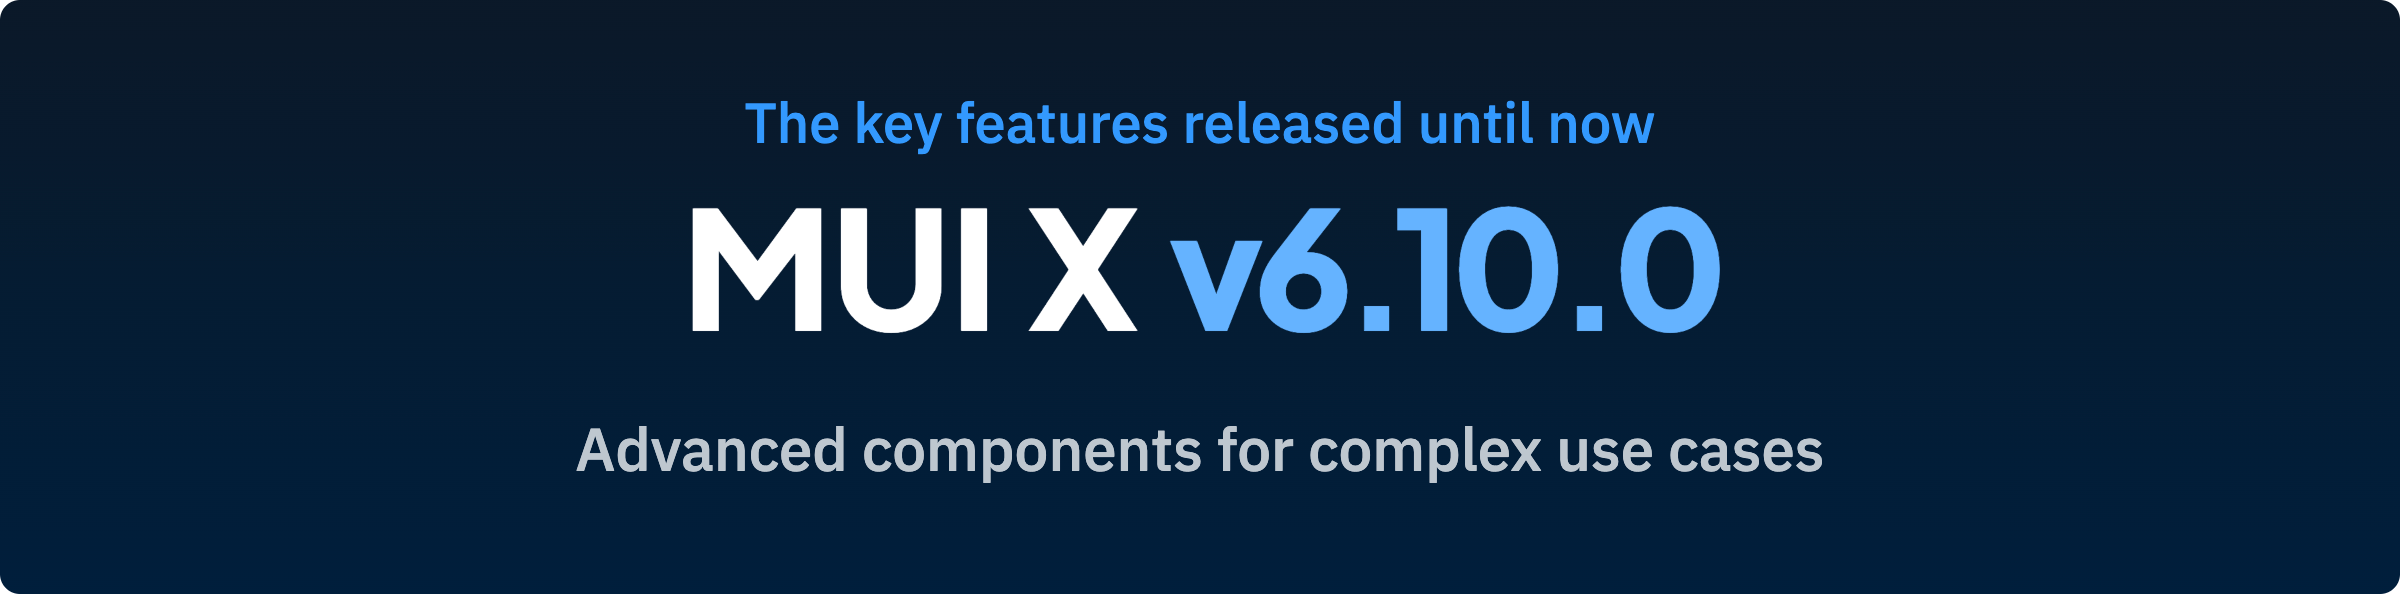 The key features released until now
MUI X v6.10.0
Advanced components for complex use cases